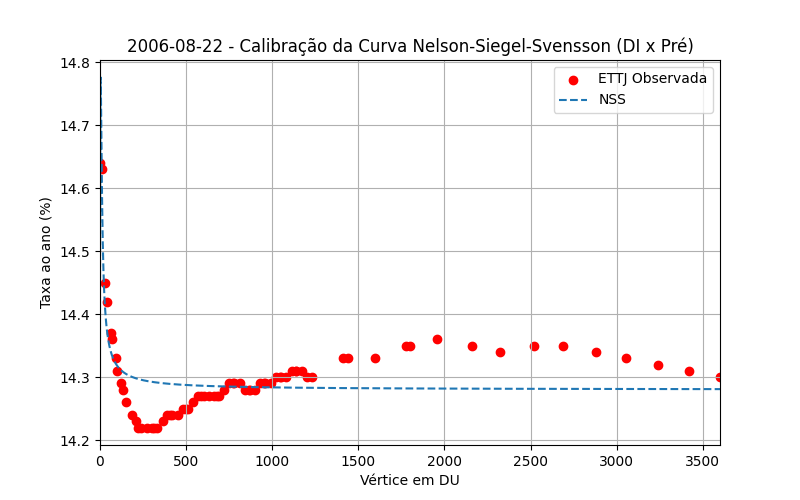 2006-08-22 - Calibração da Curva Nelson-Siegel-Svensson (DI x Pré)
ETTJ Observada
NSS
Taxa ao ano (%)
14.8
14.7
14.6
14.5
14.4
14.3
14.2
0 500 1000 1500 2000 2500 3000 3500
Vértice em DU